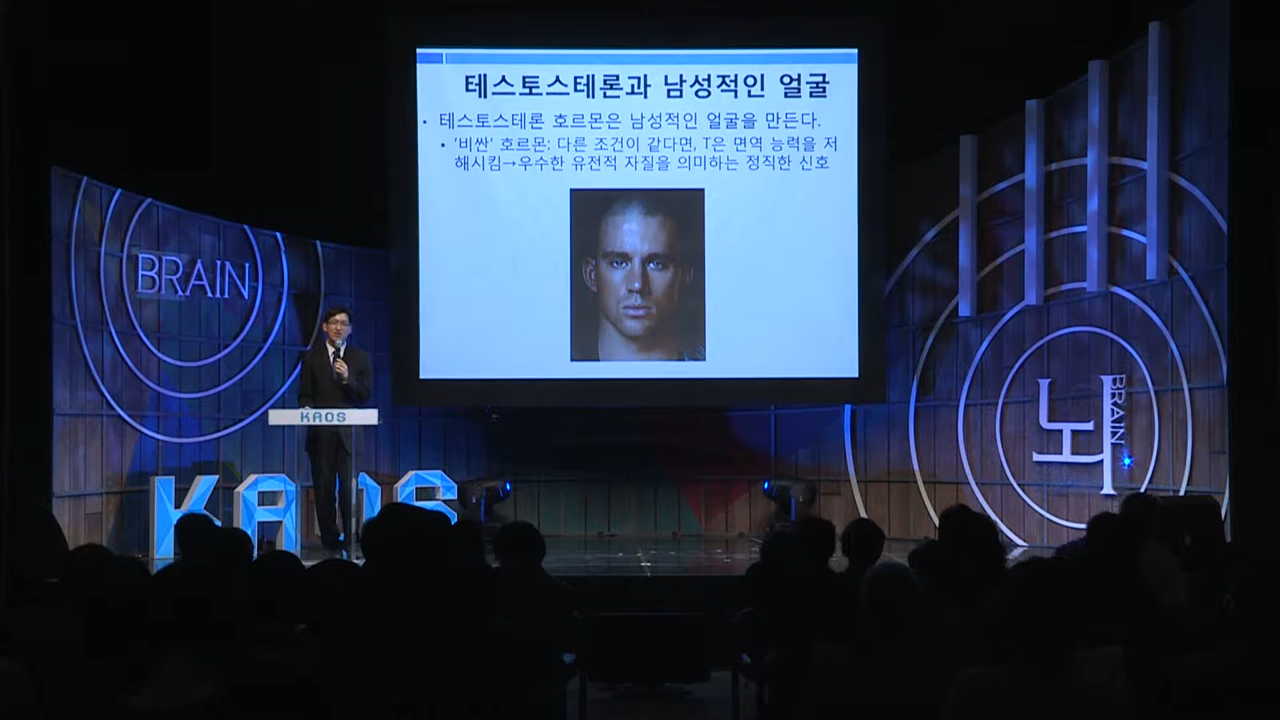 테스토스테론과 남성적인 얼굴
• 테스토스테론 호르몬은 남성적인 얼굴을 만든다.
• '비싼' 호르몬: 다른 조건이 같다면, T은 면역 능력을 저
해시킴→우수한 유전적 자질을 의미하는 정직한 신호
BRAIN
KAOS
KAOS
뇌
BRAIN